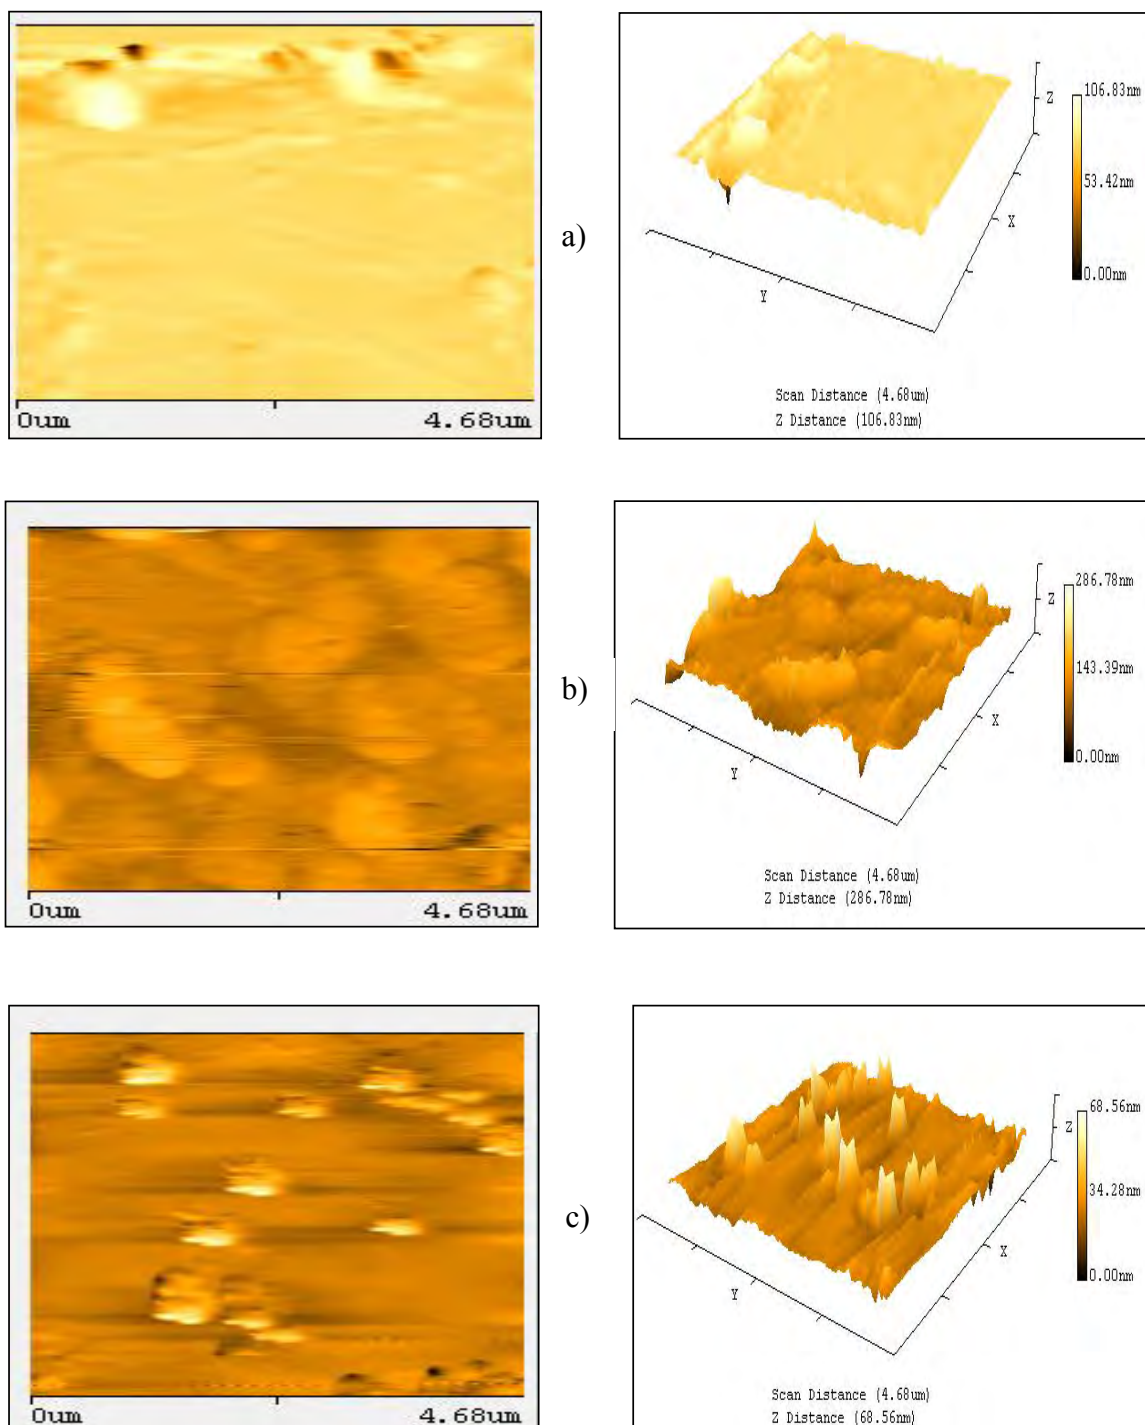 0um 4.68um
a)
106.83nm
Z
53.42nm
X
0.00nm
Y
Scan Distance (4.68um)
Z Distance (106.83nm)
0um 4.68um
b)
286.78nm
Z
143.39nm
X
0.00nm
Y
Scan Distance (4.68um)
Z Distance (286.78nm)
0um 4.68um
c)
68.56nm
Z
34.28nm
X
0.00nm
Y
Scan Distance (4.68um)
Z Distance (68.56nm)